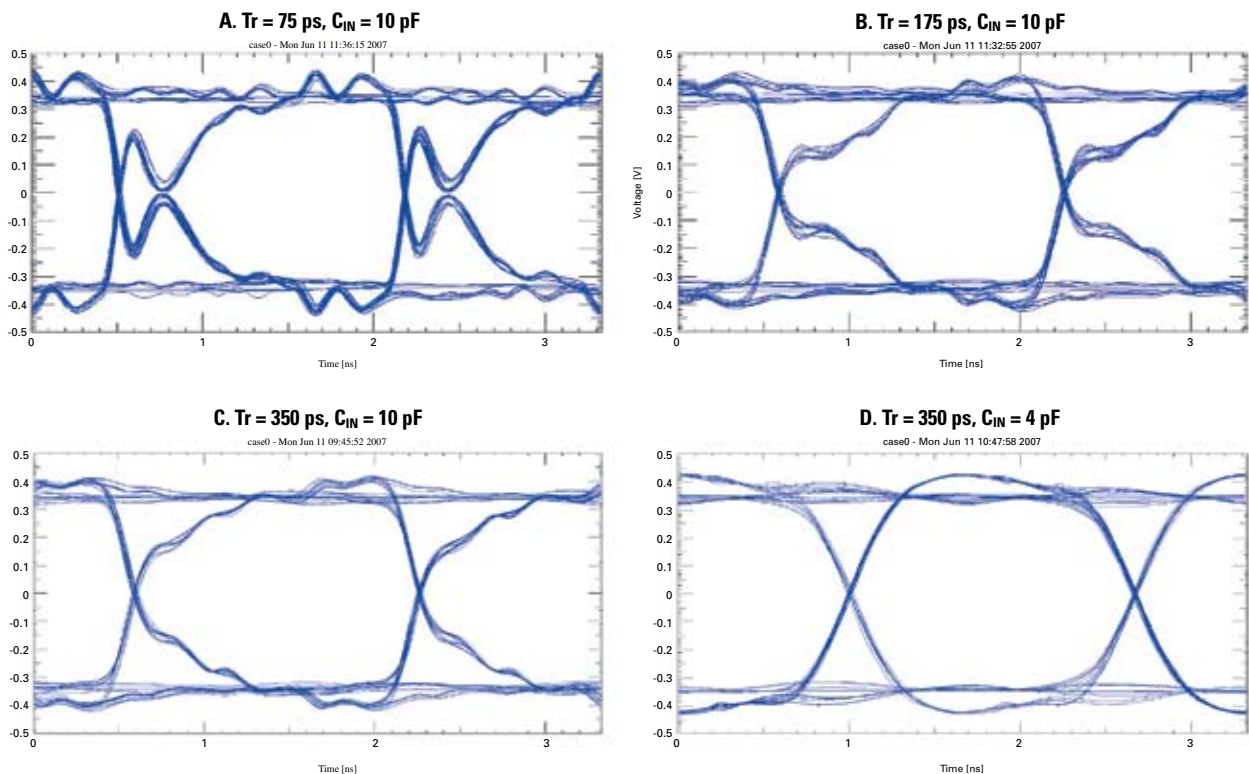 A. Tr = 75 ps, CIN = 10 pF
case0 - Mon Jun 11 11:36:15 2007
0.5
0.4
0.3
0.2
0.1
0
-0.1
-0.2
-0.3
-0.4
-0.5
0 1 2 3
Time [ns]
B. Tr = 175 ps, CIN = 10 pF
case0 - Mon Jun 11 11:32:55 2007
Voltage [V]
0.5
0.4
0.3
0.2
0.1
0
-0.1
-0.2
-0.3
-0.4
-0.5
0 1 2 3
Time [ns]
C. Tr = 350 ps, CIN = 10 pF
case0 - Mon Jun 11 09:45:52 2007
0.5
0.4
0.3
0.2
0.1
0
-0.1
-0.2
-0.3
-0.4
-0.5
0 1 2 3
Time [ns]
D. Tr = 350 ps, CIN = 4 pF
case0 - Mon Jun 11 10:47:58 2007
0.5
0.4
0.3
0.2
0.1
0
-0.1
-0.2
-0.3
-0.4
-0.5
0 1 2 3
Time [ns]